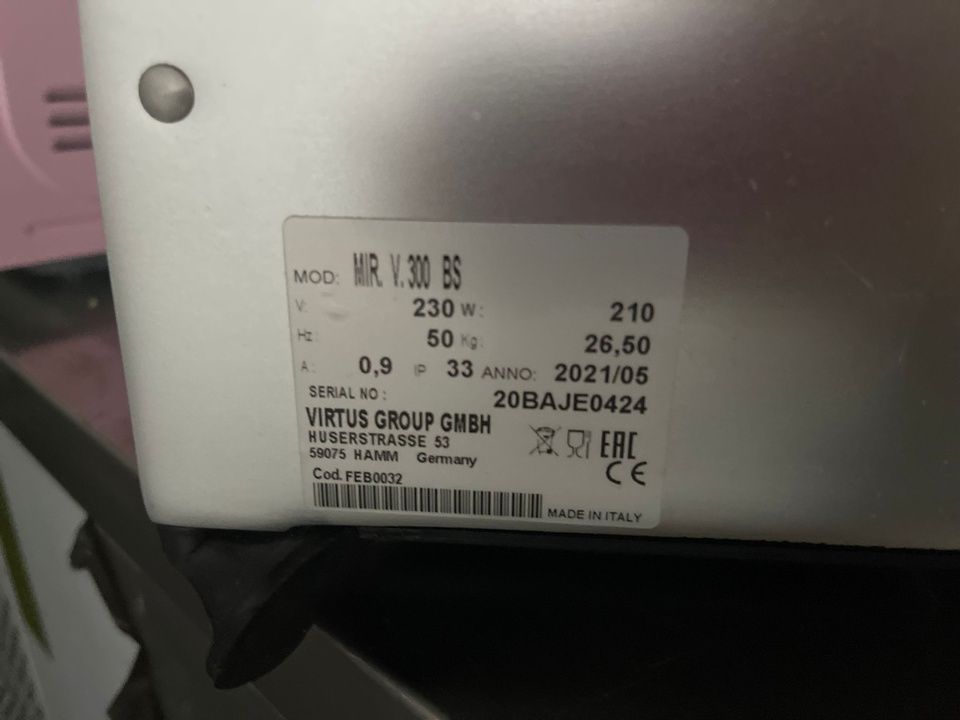 MOD: MIR. V. 300 BS
V: 230 W: 210
Hz: 50 Kg: 26,50
A: 0,9 IP 33 ANNO: 2021/05
SERIAL NO: 20BAJE0424
VIRTUS GROUP GMBH
HUSERSTRASSE 53
59075 HAMM Germany
EAC
CE
Cod. FEB0032
MADE IN ITALY